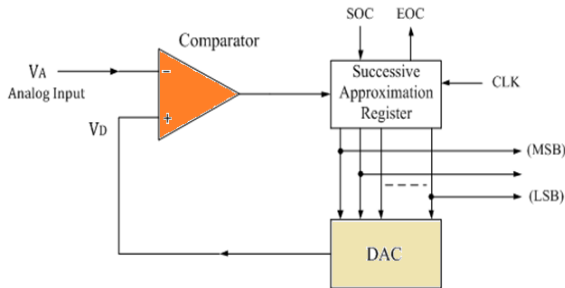 SOC EOC
Comparator
VA
Analog Input
−
+
VD
Successive
Approximation
Register
CLK
(MSB)
(LSB)
DAC